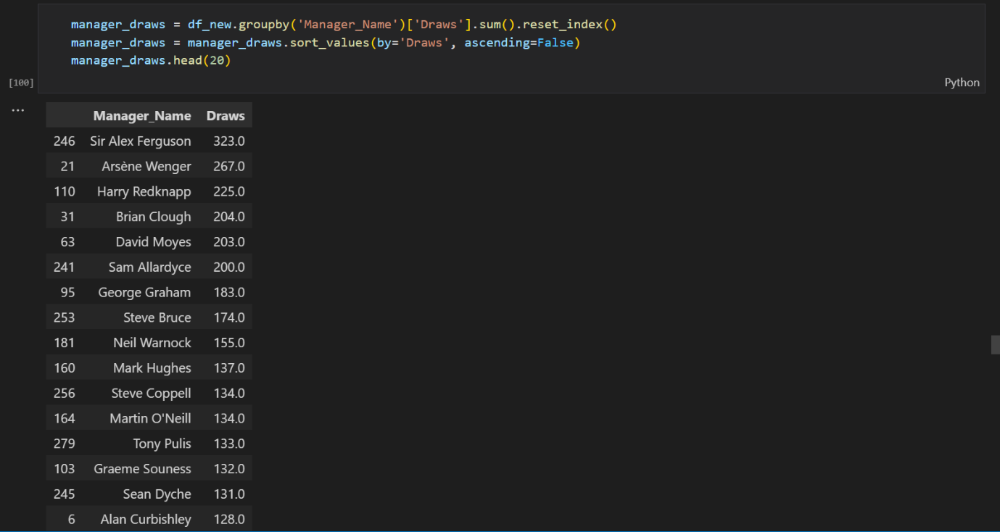 manager_draws = df_new.groupby('Manager_Name')['Draws'].sum().reset_index()
manager_draws = manager_draws.sort_values(by='Draws', ascending=False)
manager_draws.head(20)
[100]
Python
...
Manager_Name Draws
246 Sir Alex Ferguson 323.0
21 Arsène Wenger 267.0
110 Harry Redknapp 225.0
31 Brian Clough 204.0
63 David Moyes 203.0
241 Sam Allardyce 200.0
95 George Graham 183.0
253 Steve Bruce 174.0
181 Neil Warnock 155.0
160 Mark Hughes 137.0
256 Steve Coppell 134.0
164 Martin O'Neill 134.0
279 Tony Pulis 133.0
103 Graeme Souness 132.0
245 Sean Dyche 131.0
6 Alan Curbishley 128.0